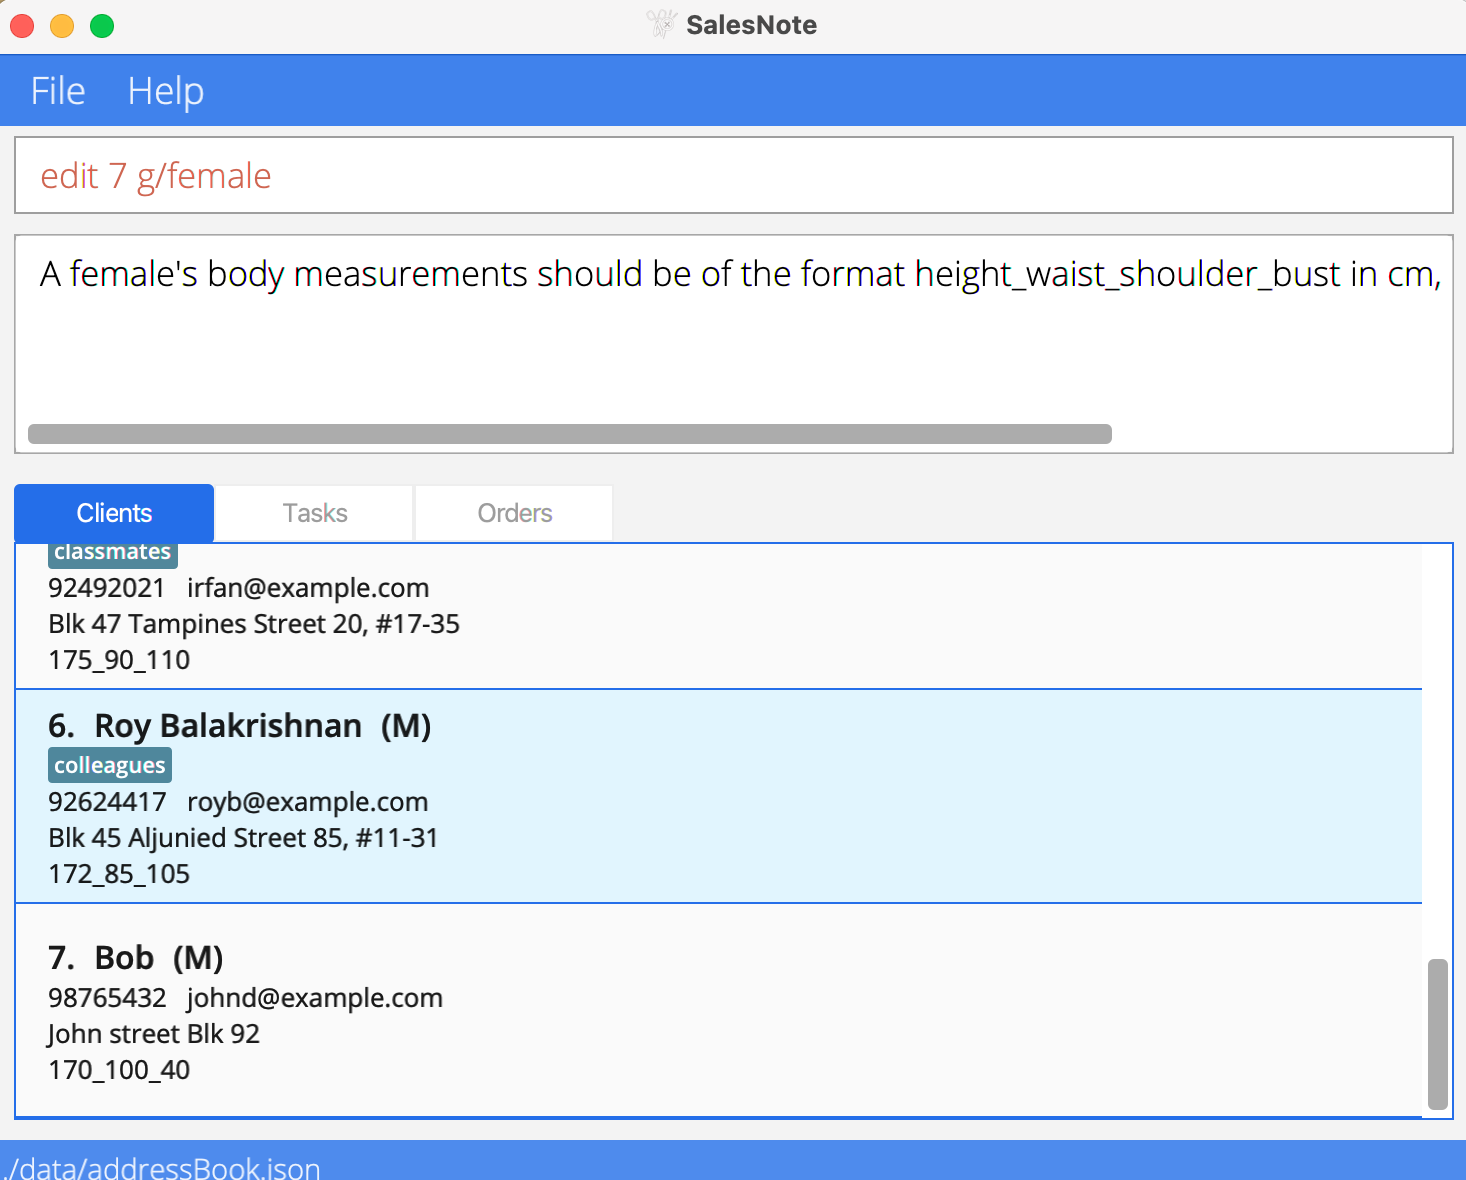 SalesNote
File Help
edit 7 g/female
A female's body measurements should be of the format height_waist_shoulder_bust in cm,
Clients Tasks Orders
classmates
92492021 irfan@example.com
Blk 47 Tampines Street 20, #17-35
175_90_110
6. Roy Balakrishnan (M)
colleagues
92624417 royb@example.com
Blk 45 Aljunied Street 85, #11-31
172_85_105
7. Bob (M)
98765432 johnd@example.com
John street Blk 92
170_100_40
./data/addressBook.json